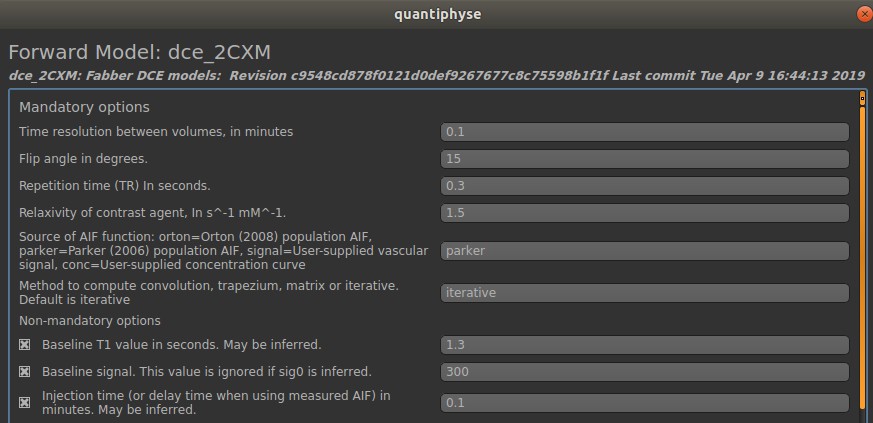 quantiphyse
Forward Model: dce_2CXM
dce_2CXM: Fabber DCE models: Revision c9548cd878f0121d0def9267677c8c75598b1f1f Last commit Tue Apr 9 16:44:13 2019
Mandatory options
Time resolution between volumes, in minutes 0.1
Flip angle in degrees. 15
Repetition time (TR) In seconds. 0.3
Relaxivity of contrast agent, In s^-1 mM^-1. 1.5
Source of AIF function: orton=Orton (2008) population AIF,
parker=Parker (2006) population AIF, signal=User-supplied vascular
signal, conc=User-supplied concentration curve
parker
Method to compute convolution, trapezium, matrix or iterative.
Default is iterative
iterative
Non-mandatory options
Baseline T1 value in seconds. May be inferred. 1.3
Baseline signal. This value is ignored if sig0 is inferred. 300
Injection time (or delay time when using measured AIF) in
minutes. May be inferred.
0.1